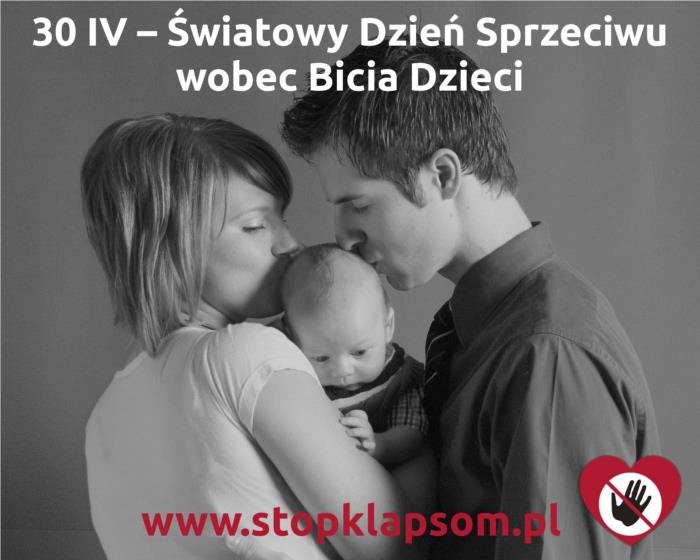 30 IV – Światowy Dzień Sprzeciwu
wobec Bicia Dzieci
www.stopklapsom.pl